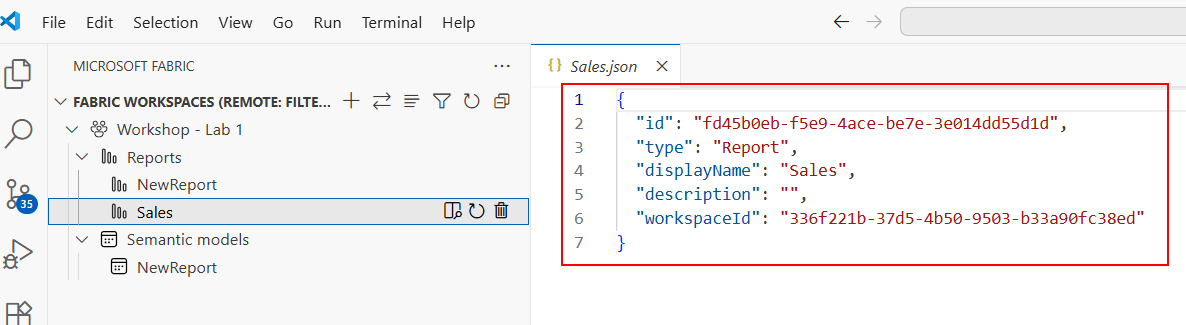 File Edit Selection View Go Run Terminal Help
MICROSOFT FABRIC ...
FABRIC WORKSPACES (REMOTE: FILTE...
Workshop - Lab 1
Reports
NewReport
Sales
Semantic models
NewReport
35
{} Sales.json
1 {
2 "id": "fd45b0eb-f5e9-4ace-be7e-3e014dd55d1d",
3 "type": "Report",
4 "displayName": "Sales",
5 "description": "",
6 "workspaceId": "336f221b-37d5-4b50-9503-b33a90fc38ed"
7 }